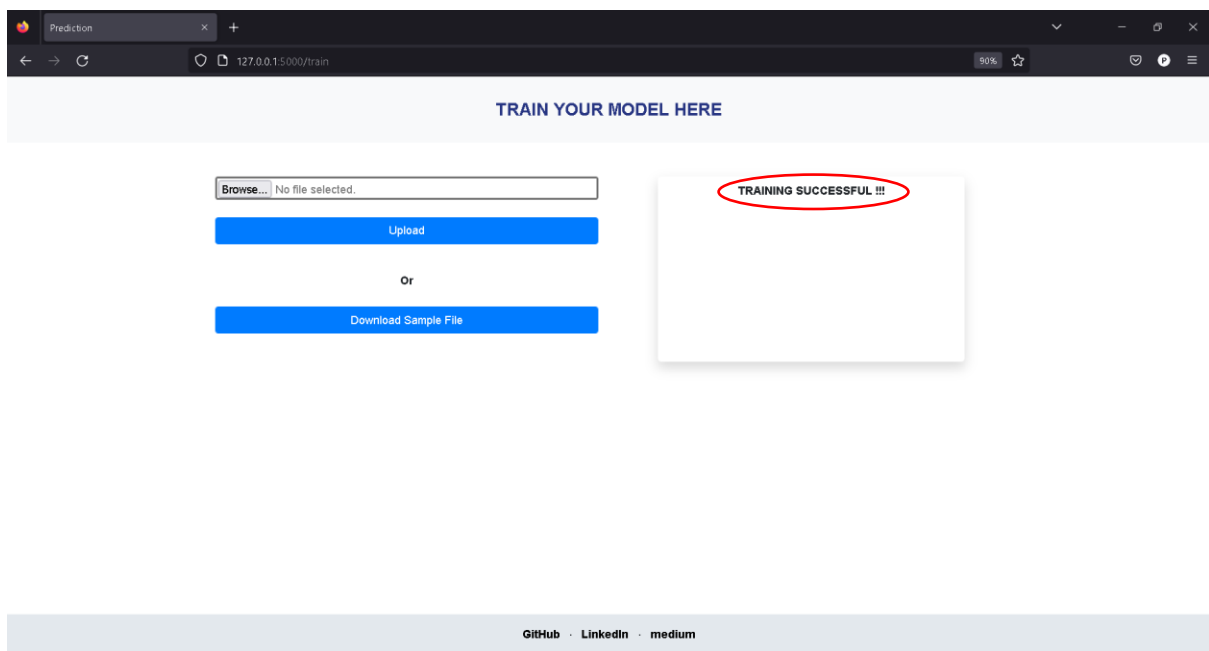 Prediction
127.0.0.1:5000/train
90%
P
TRAIN YOUR MODEL HERE
Browse... No file selected.
Upload
Or
Download Sample File
TRAINING SUCCESSFUL !!!
GitHub · LinkedIn · medium